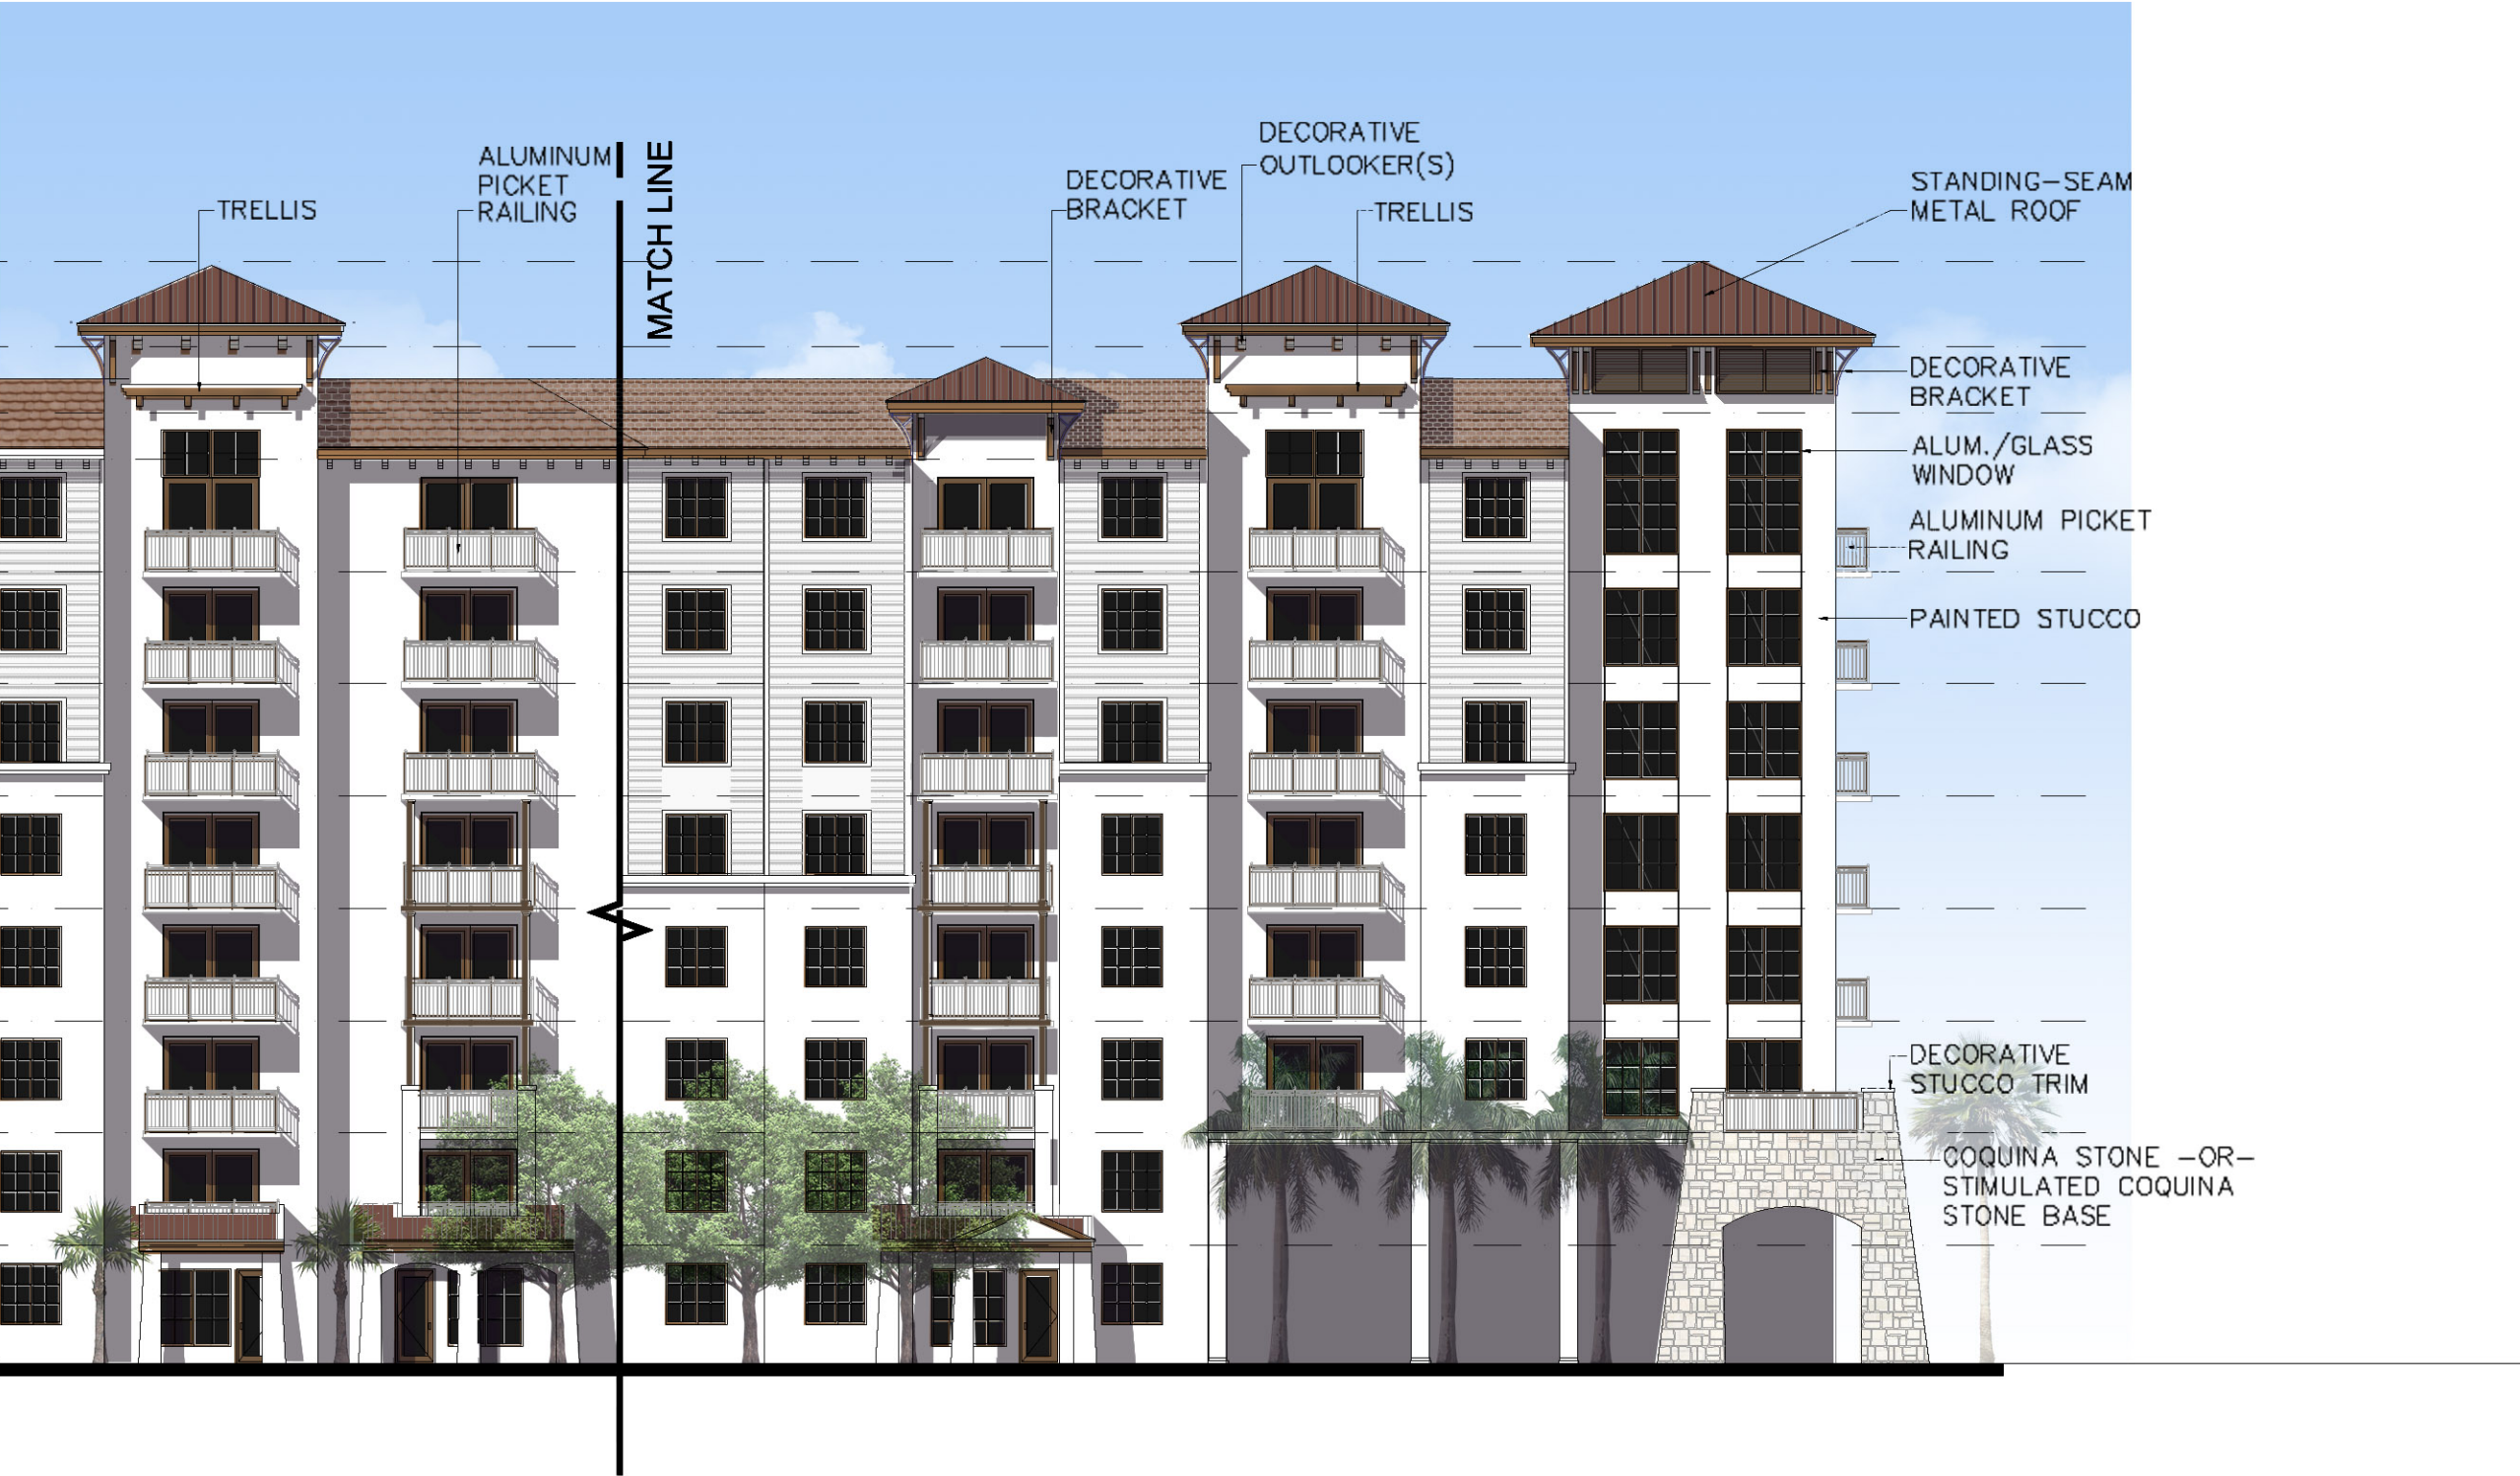 TRELLIS
ALUMINUM
PICKET
RAILING
MATCH LINE
DECORATIVE
BRACKET
DECORATIVE
OUTLOOKER(S)
TRELLIS
STANDING-SEAM
METAL ROOF
DECORATIVE
BRACKET
ALUM./GLASS
WINDOW
ALUMINUM PICKET
RAILING
PAINTED STUCCO
DECORATIVE
STUCCO TRIM
COQUINA STONE -OR-
STIMULATED COQUINA
STONE BASE